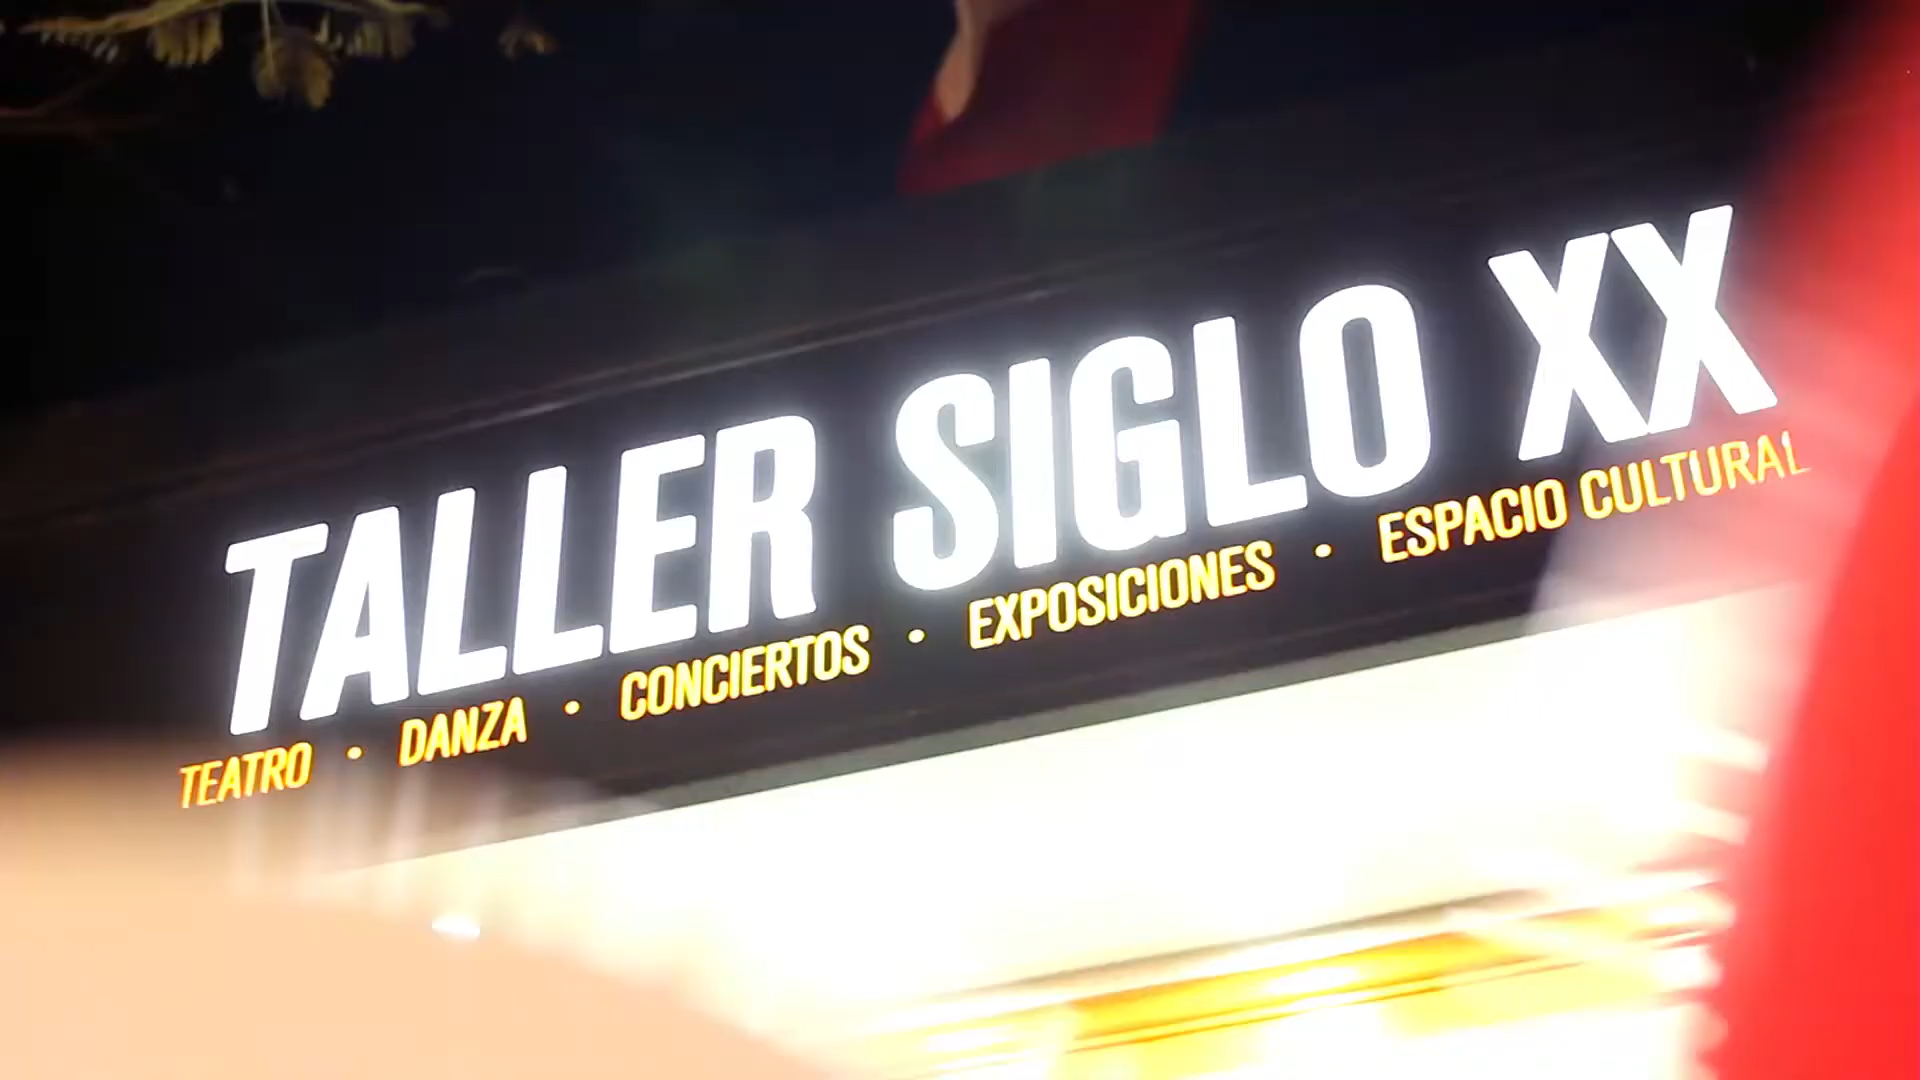 TALLER SIGLO XX
TEATRO · DANZA · CONCIERTOS · EXPOSICIONES · ESPACIO CULTURAL